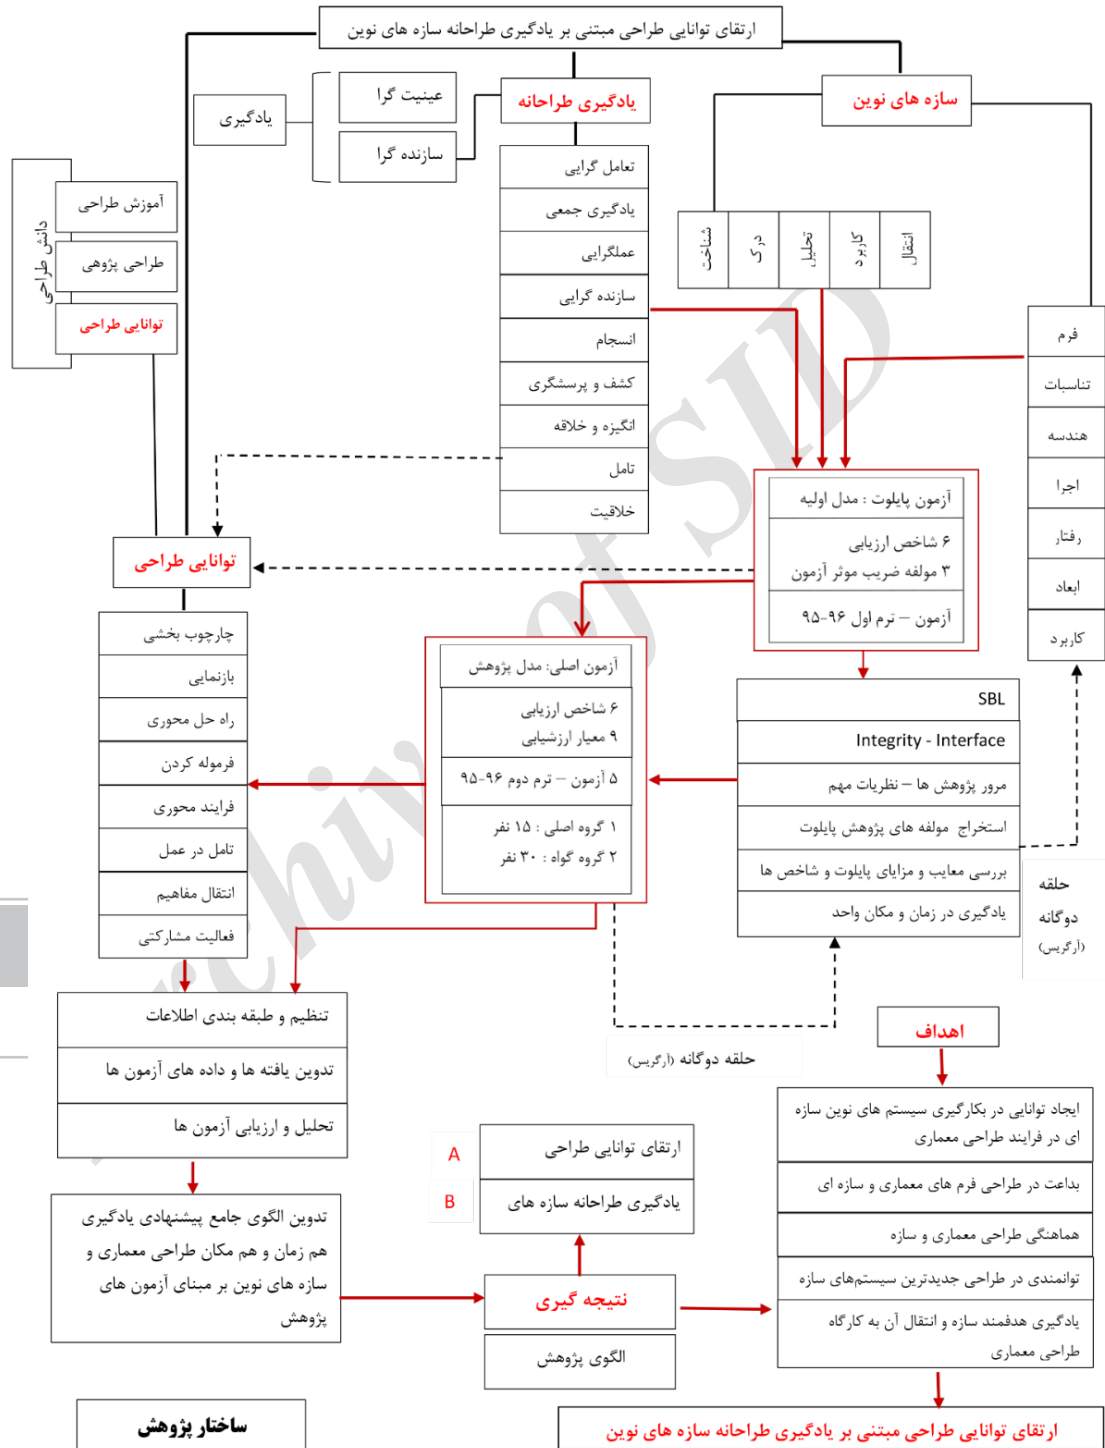 ارتقای توانایی طراحی مبتنی بر یادگیری طراحانه سازه های نوین
سازه های نوین
یادگیری طراحانه
عینیت گرا
سازنده گرا
یادگیری
دانش طراحی
آموزش طراحی
طراحی پژوهی
توانایی طراحی
تعامل گرایی
یادگیری جمعی
عملگرایی
سازنده گرایی
انسجام
کشف و پرسشگری
انگیزه و خلاقه
تامل
خلاقیت
انتقال
کاربرد
تحلیل
درک
شناخت
فرم
تناسبات
هندسه
اجرا
رفتار
ابعاد
کاربرد
آزمون پایلوت : مدل اولیه
۶ شاخص ارزیابی
۳ مولفه ضریب موثر آزمون
آزمون – ترم اول ۹۶-۹۵
توانایی طراحی
چارچوب بخشی
بازنمایی
راه حل محوری
فرموله کردن
فرایند محوری
تامل در عمل
انتقال مفاهیم
فعالیت مشارکتی
آزمون اصلی: مدل پژوهش
۶ شاخص ارزیابی
۹ معیار ارزشیابی
۵ آزمون – ترم دوم ۹۶-۹۵
۱ گروه اصلی : ۱۵ نفر
۲ گروه گواه : ۳۰ نفر
SBL
Integrity - Interface
مرور پژوهش ها – نظریات مهم
استخراج مولفه های پژوهش پایلوت
بررسی معایب و مزایای پایلوت و شاخص ها
یادگیری در زمان و مکان واحد
حلقه
دوگانه
(آرگریس)
حلقه دوگانه (آرگریس)
تنظیم و طبقه بندی اطلاعات
تدوین یافته ها و داده های آزمون ها
تحلیل و ارزیابی آزمون ها
تدوین الگوی جامع پیشنهادی یادگیری
هم زمان و هم مکان طراحی معماری و
سازه های نوین بر مبنای آزمون های
پژوهش
A
ارتقای توانایی طراحی
B
یادگیری طراحانه سازه های
نتیجه گیری
الگوی پژوهش
اهداف
ایجاد توانایی در بکارگیری سیستم های نوین سازه
ای در فرایند طراحی معماری
بداعت در طراحی فرم های معماری و سازه ای
هماهنگی طراحی معماری و سازه
توانمندی در طراحی جدیدترین سیستم‌های سازه
یادگیری هدفمند سازه و انتقال آن به کارگاه
طراحی معماری
ارتقای توانایی طراحی مبتنی بر یادگیری طراحانه سازه های نوین
ساختار پژوهش
Archive of SID